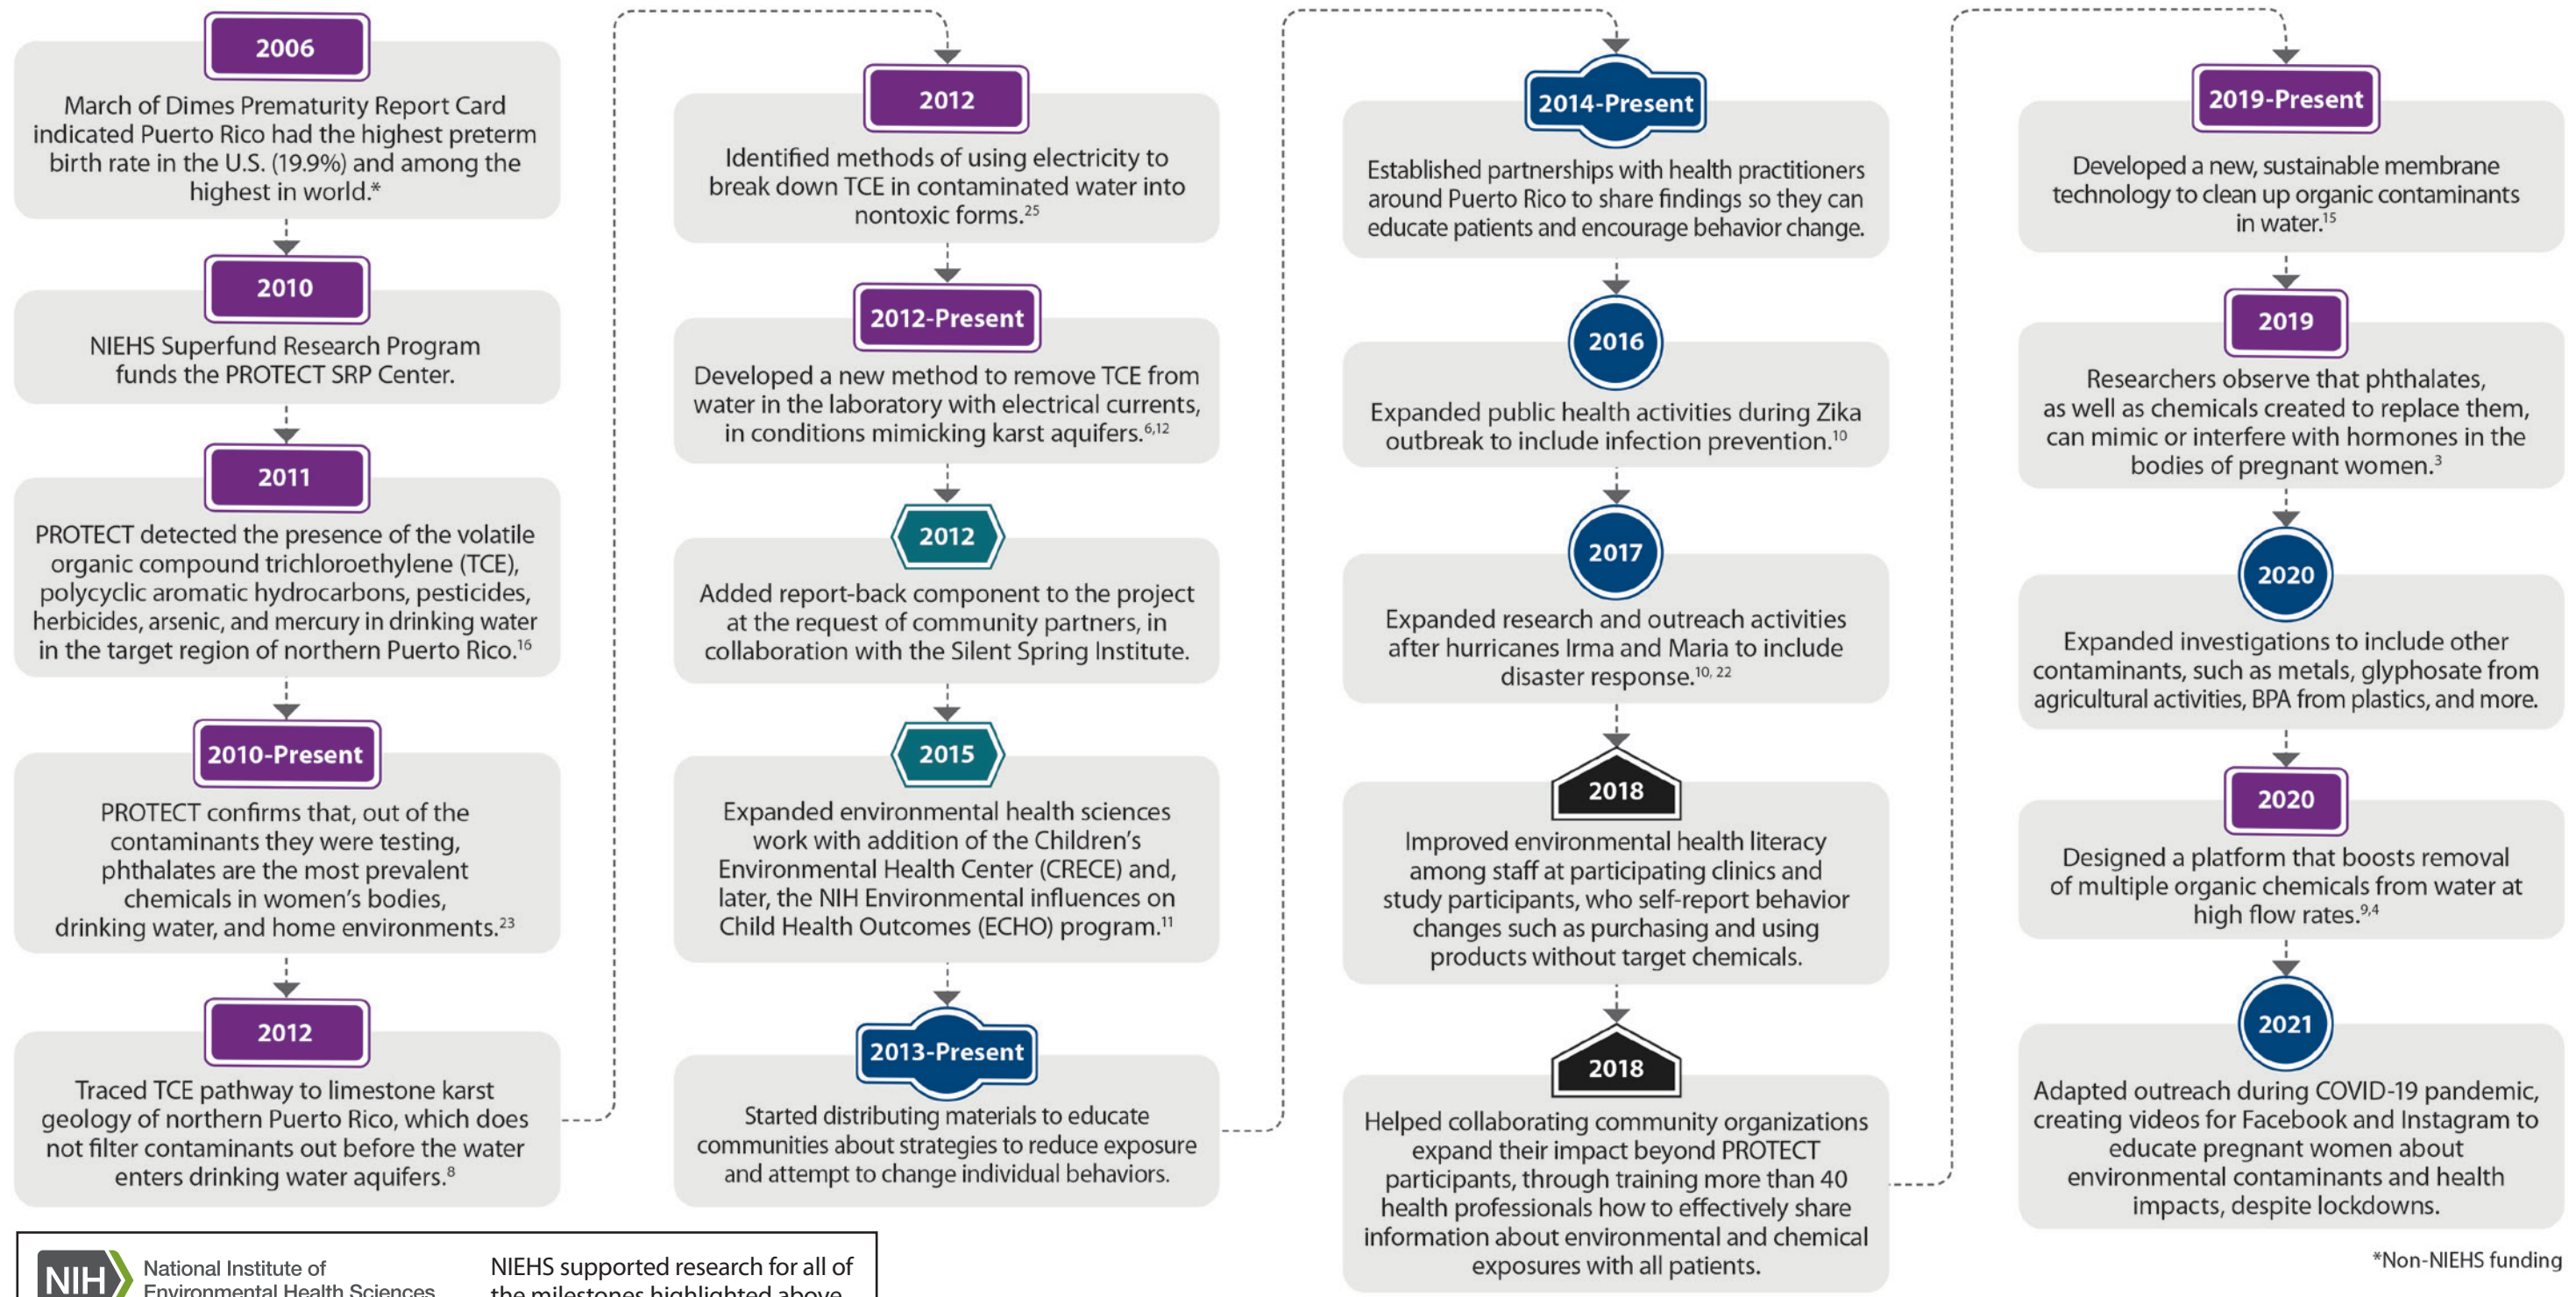 2006
March of Dimes Prematurity Report Card
indicated Puerto Rico had the highest preterm
birth rate in the U.S. (19.9%) and among the
highest in world.*
2010
NIEHS Superfund Research Program
funds the PROTECT SRP Center.
2011
PROTECT detected the presence of the volatile
organic compound trichloroethylene (TCE),
polycyclic aromatic hydrocarbons, pesticides,
herbicides, arsenic, and mercury in drinking water
in the target region of northern Puerto Rico.16
2010-Present
PROTECT confirms that, out of the
contaminants they were testing,
phthalates are the most prevalent
chemicals in women's bodies,
drinking water, and home environments.23
2012
Traced TCE pathway to limestone karst
geology of northern Puerto Rico, which does
not filter contaminants out before the water
enters drinking water aquifers.8
2012
Identified methods of using electricity to
break down TCE in contaminated water into
nontoxic forms.25
2012-Present
Developed a new method to remove TCE from
water in the laboratory with electrical currents,
in conditions mimicking karst aquifers.6,12
2012
Added report-back component to the project
at the request of community partners, in
collaboration with the Silent Spring Institute.
2015
Expanded environmental health sciences
work with addition of the Children's
Environmental Health Center (CRECE) and,
later, the NIH Environmental influences on
Child Health Outcomes (ECHO) program.11
2013-Present
Started distributing materials to educate
communities about strategies to reduce exposure
and attempt to change individual behaviors.
2014-Present
Established partnerships with health practitioners
around Puerto Rico to share findings so they can
educate patients and encourage behavior change.
2016
Expanded public health activities during Zika
outbreak to include infection prevention.10
2017
Expanded research and outreach activities
after hurricanes Irma and Maria to include
disaster response.10, 22
2018
Improved environmental health literacy
among staff at participating clinics and
study participants, who self-report behavior
changes such as purchasing and using
products without target chemicals.
2018
Helped collaborating community organizations
expand their impact beyond PROTECT
participants, through training more than 40
health professionals how to effectively share
information about environmental and chemical
exposures with all patients.
2019-Present
Developed a new, sustainable membrane
technology to clean up organic contaminants
in water.15
2019
Researchers observe that phthalates,
as well as chemicals created to replace them,
can mimic or interfere with hormones in the
bodies of pregnant women.3
2020
Expanded investigations to include other
contaminants, such as metals, glyphosate from
agricultural activities, BPA from plastics, and more.
2020
Designed a platform that boosts removal
of multiple organic chemicals from water at
high flow rates.9,4
2021
Adapted outreach during COVID-19 pandemic,
creating videos for Facebook and Instagram to
educate pregnant women about
environmental contaminants and health
impacts, despite lockdowns.
*Non-NIEHS funding
NIH
National Institute of
Environmental Health Sciences
NIEHS supported research for all of
the milestones highlighted above